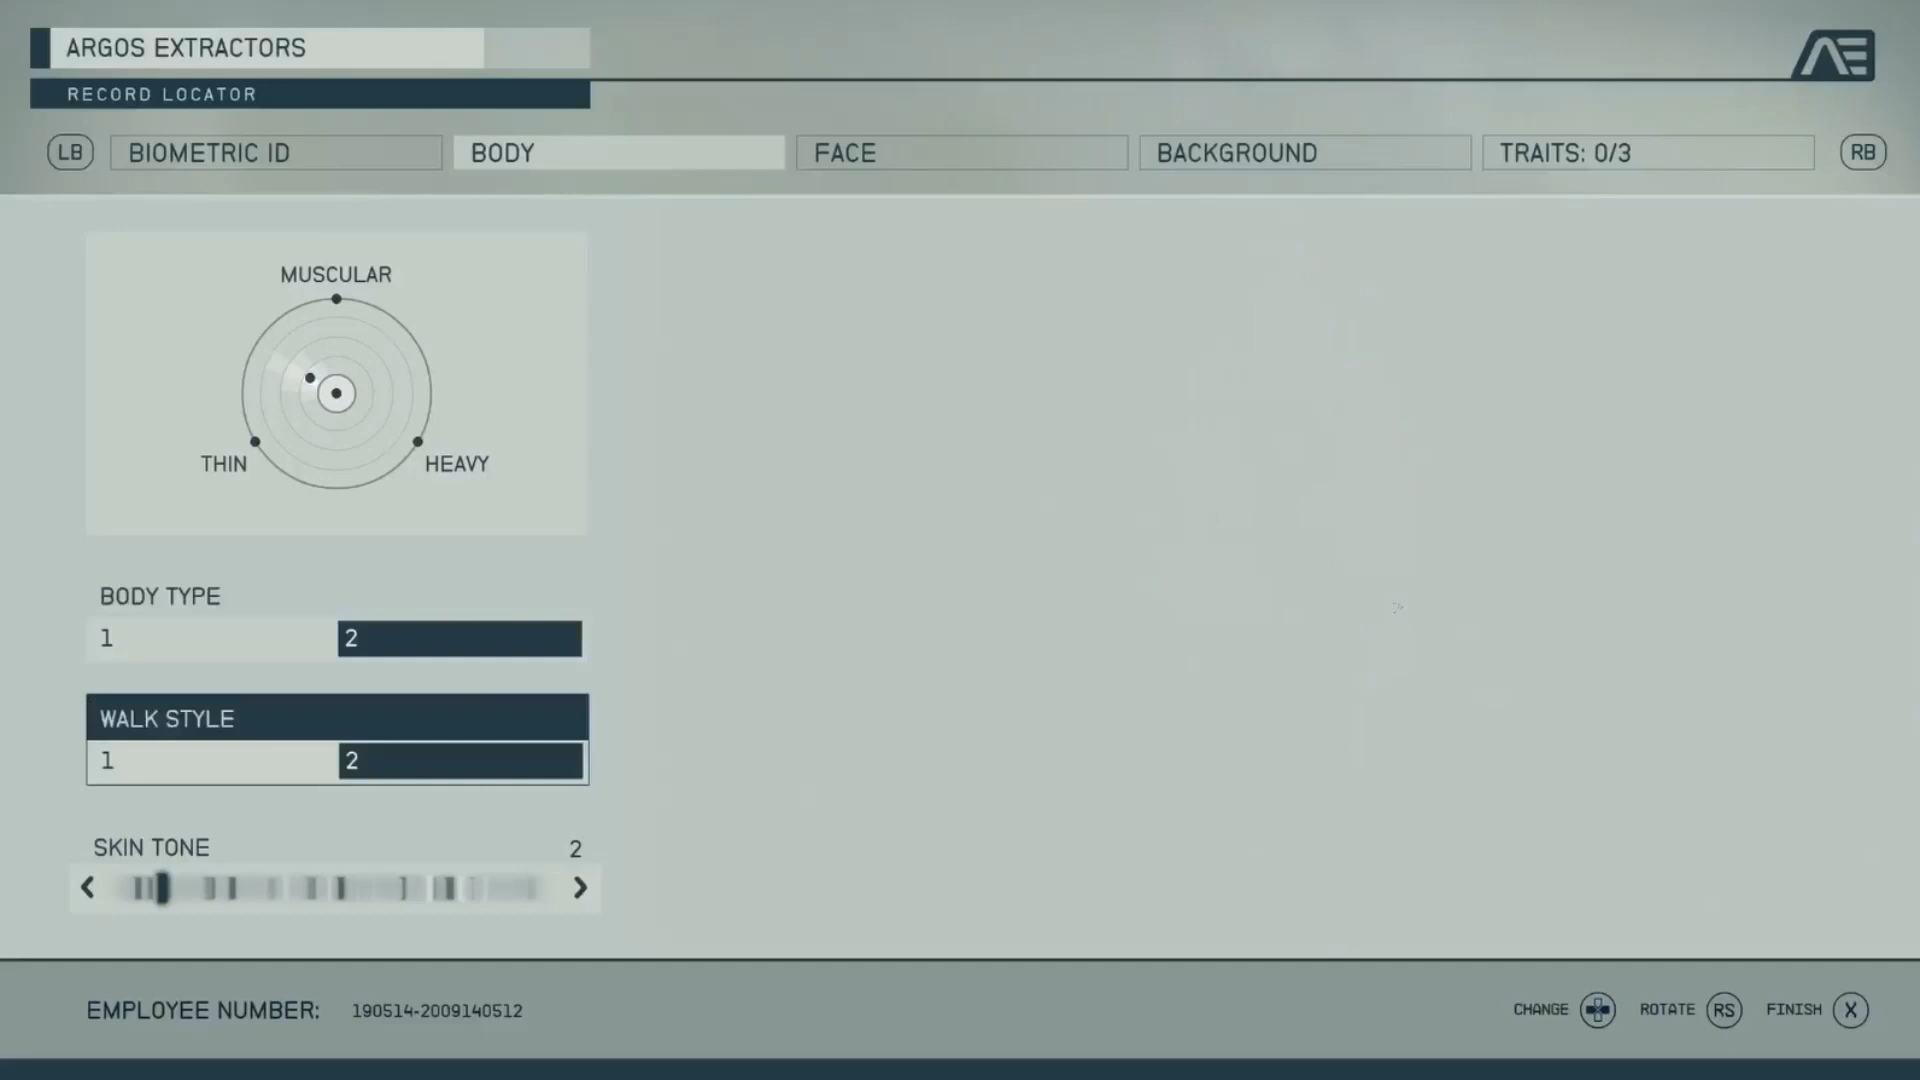 ARGOS EXTRACTORS
AE
RECORD LOCATOR
LB BIOMETRIC ID BODY FACE BACKGROUND TRAITS: 0/3 RB
MUSCULAR
THIN HEAVY
BODY TYPE
1 2
WALK STYLE
1 2
SKIN TONE 2
EMPLOYEE NUMBER: 190514-2009140512 CHANGE ROTATE RS FINISH X